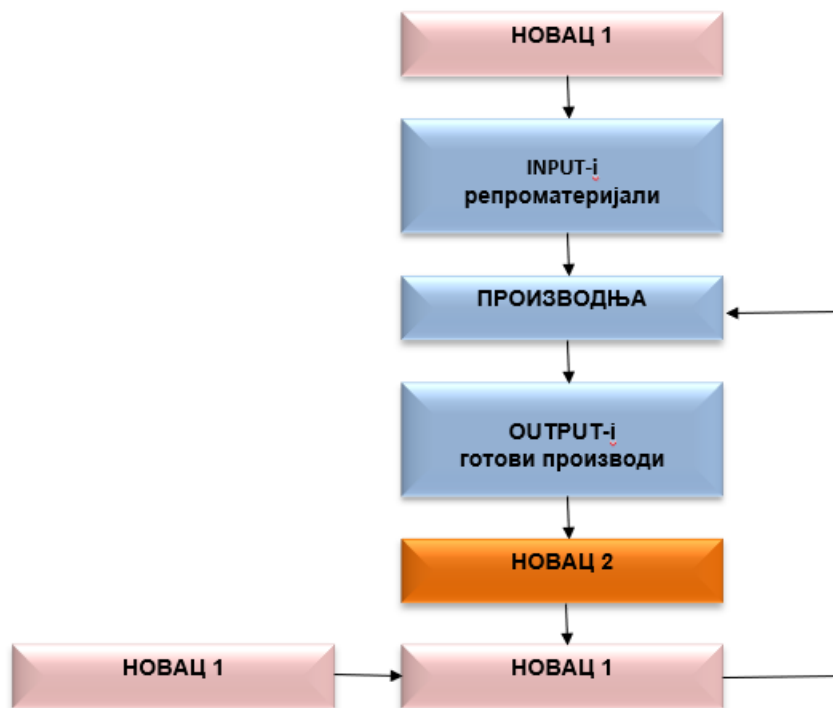 НОВАЦ 1
INPUT-i
репроматеријали
ПРОИЗВОДЊА
OUTPUT-i
готови производи
НОВАЦ 2
НОВАЦ 1
НОВАЦ 1